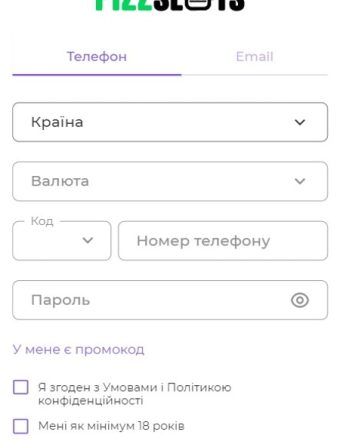 FIZZSLOTS
Телефон Email
Країна
Валюта
Код
Номер телефону
Пароль
У мене є промокод
Я згоден з Умовами і Політикою
конфіденційності
Мені як мінімум 18 років